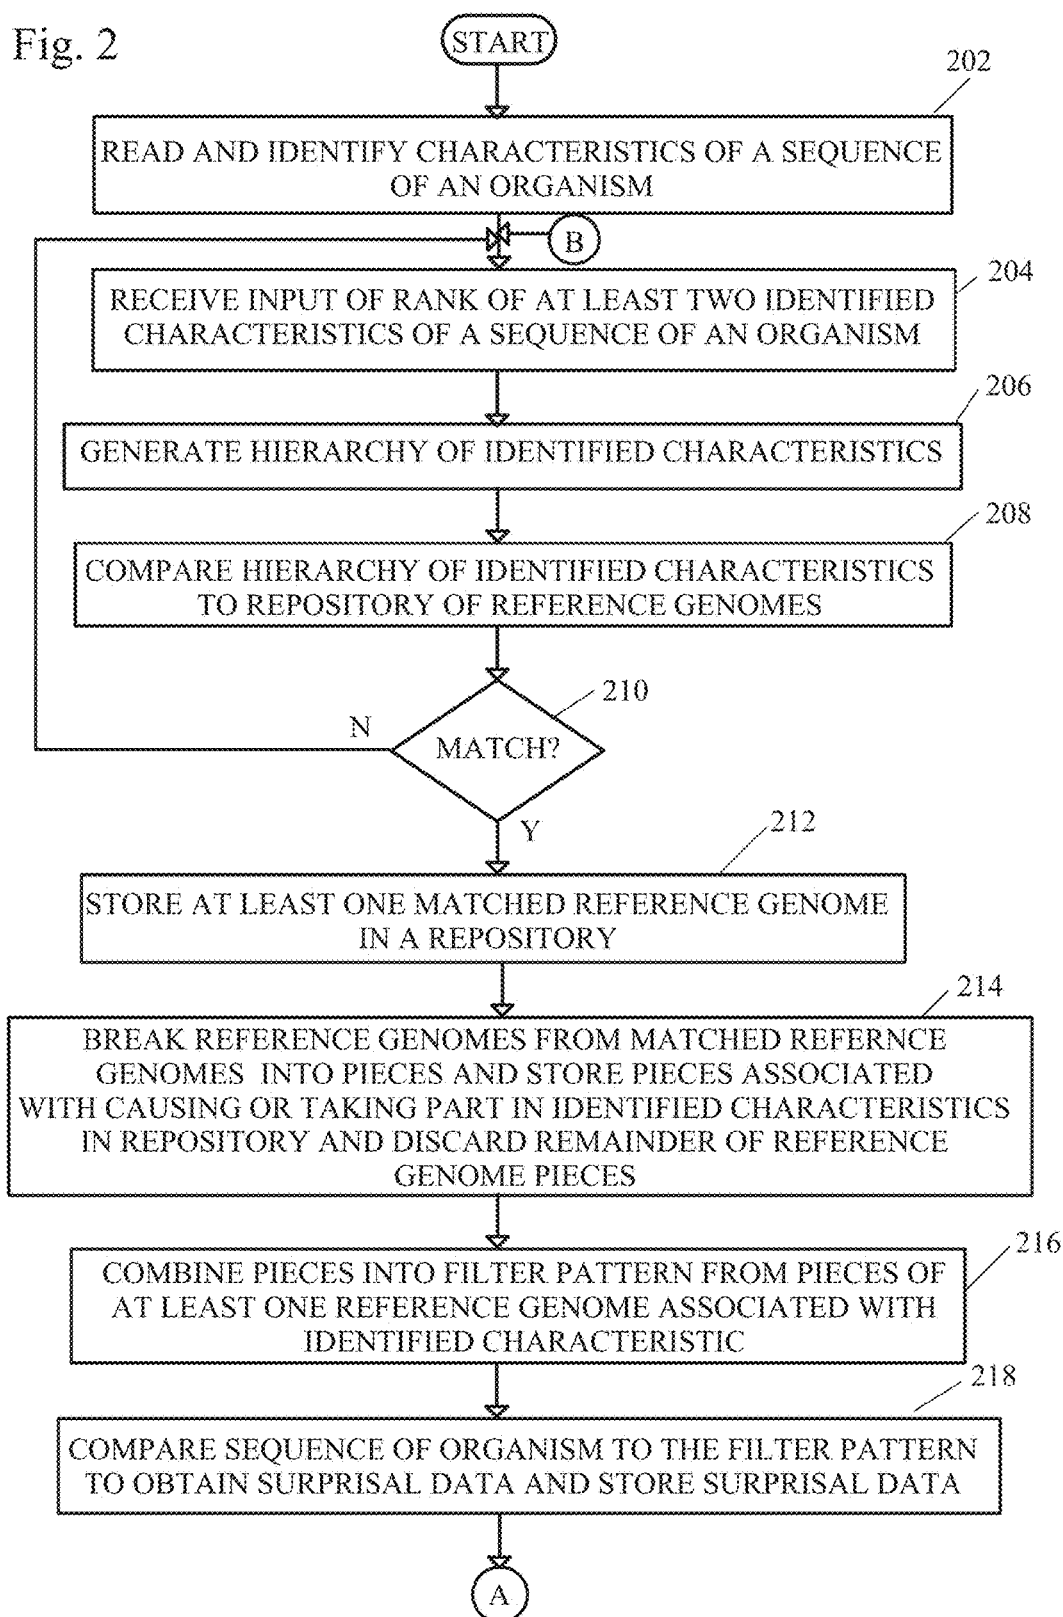 Fig. 2
START
202
READ AND IDENTIFY CHARACTERISTICS OF A SEQUENCE
OF AN ORGANISM
B
204
RECEIVE INPUT OF RANK OF AT LEAST TWO IDENTIFIED
CHARACTERISTICS OF A SEQUENCE OF AN ORGANISM
206
GENERATE HIERARCHY OF IDENTIFIED CHARACTERISTICS
208
COMPARE HIERARCHY OF IDENTIFIED CHARACTERISTICS
TO REPOSITORY OF REFERENCE GENOMES
210
N
MATCH?
Y
212
STORE AT LEAST ONE MATCHED REFERENCE GENOME
IN A REPOSITORY
214
BREAK REFERENCE GENOMES FROM MATCHED REFERNCE
GENOMES INTO PIECES AND STORE PIECES ASSOCIATED
WITH CAUSING OR TAKING PART IN IDENTIFIED CHARACTERISTICS
IN REPOSITORY AND DISCARD REMAINDER OF REFERENCE
GENOME PIECES
216
COMBINE PIECES INTO FILTER PATTERN FROM PIECES OF
AT LEAST ONE REFERENCE GENOME ASSOCIATED WITH
IDENTIFIED CHARACTERISTIC
218
COMPARE SEQUENCE OF ORGANISM TO THE FILTER PATTERN
TO OBTAIN SURPRISAL DATA AND STORE SURPRISAL DATA
A